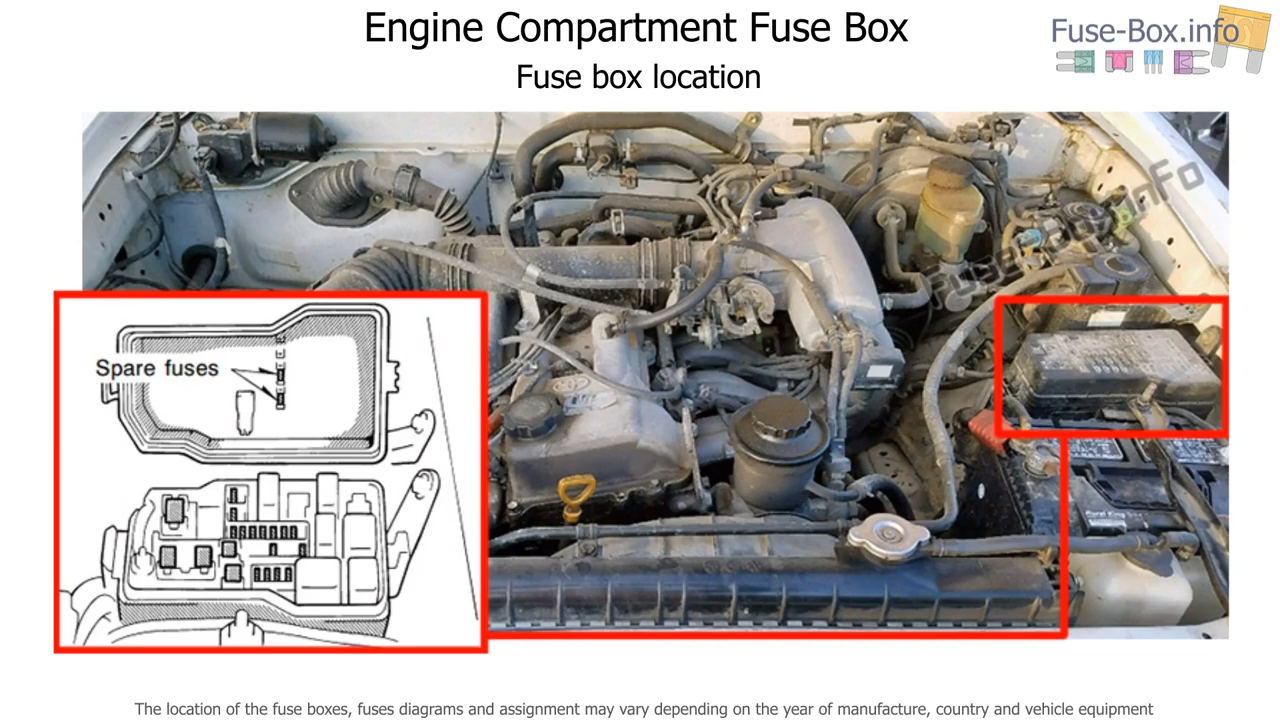 Engine Compartment Fuse Box
Fuse box location
Fuse-Box.info
Spare fuses
The location of the fuse boxes, fuses diagrams and assignment may vary depending on the year of manufacture, country and vehicle equipment